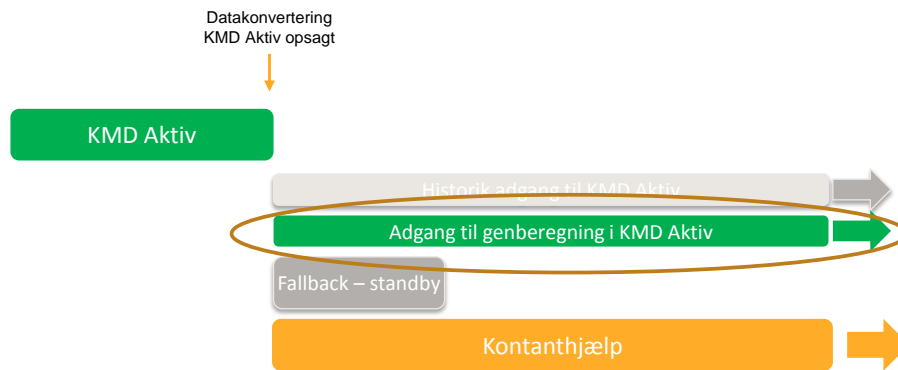 Datakonvertering
KMD Aktiv opsagt
KMD Aktiv
Historik adgang til KMD Aktiv
Adgang til genberegning i KMD Aktiv
Fallback – standby
Kontanthjælp